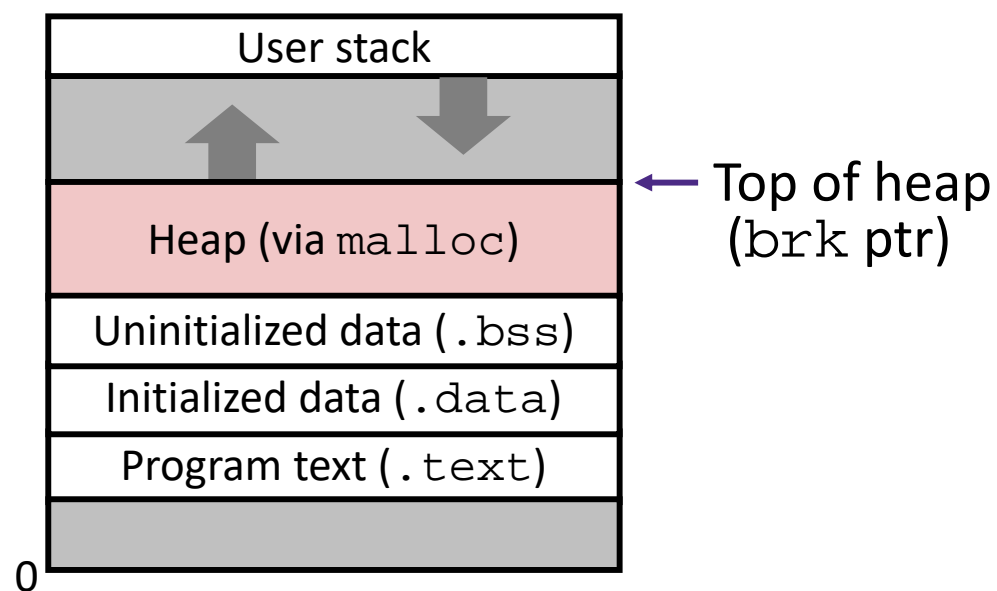 User stack
Top of heap
(brk ptr)
Heap (via malloc)
Uninitialized data (.bss)
Initialized data (.data)
Program text (.text)
0